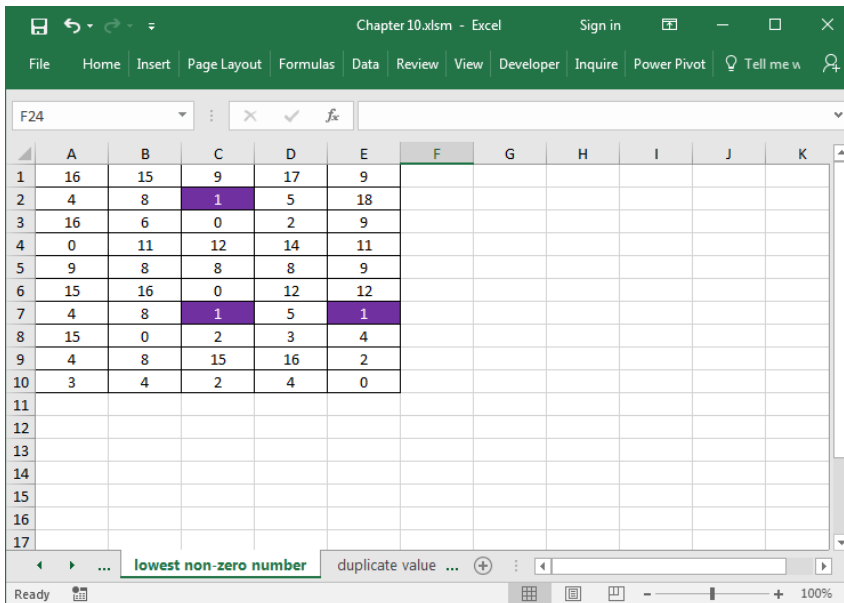 Chapter 10.xlsm - Excel Sign in
File Home Insert Page Layout Formulas Data Review View Developer Inquire Power Pivot Tell me w
F24 fx
A B C D E F G H I J K
1 16 15 9 17 9
2 4 8 1 5 18
3 16 6 0 2 9
4 0 11 12 14 11
5 9 8 8 8 9
6 15 16 0 12 12
7 4 8 1 5 1
8 15 0 2 3 4
9 4 8 15 16 2
10 3 4 2 4 0
11
12
13
14
15
16
17
... lowest non-zero number duplicate value ...
Ready 100%